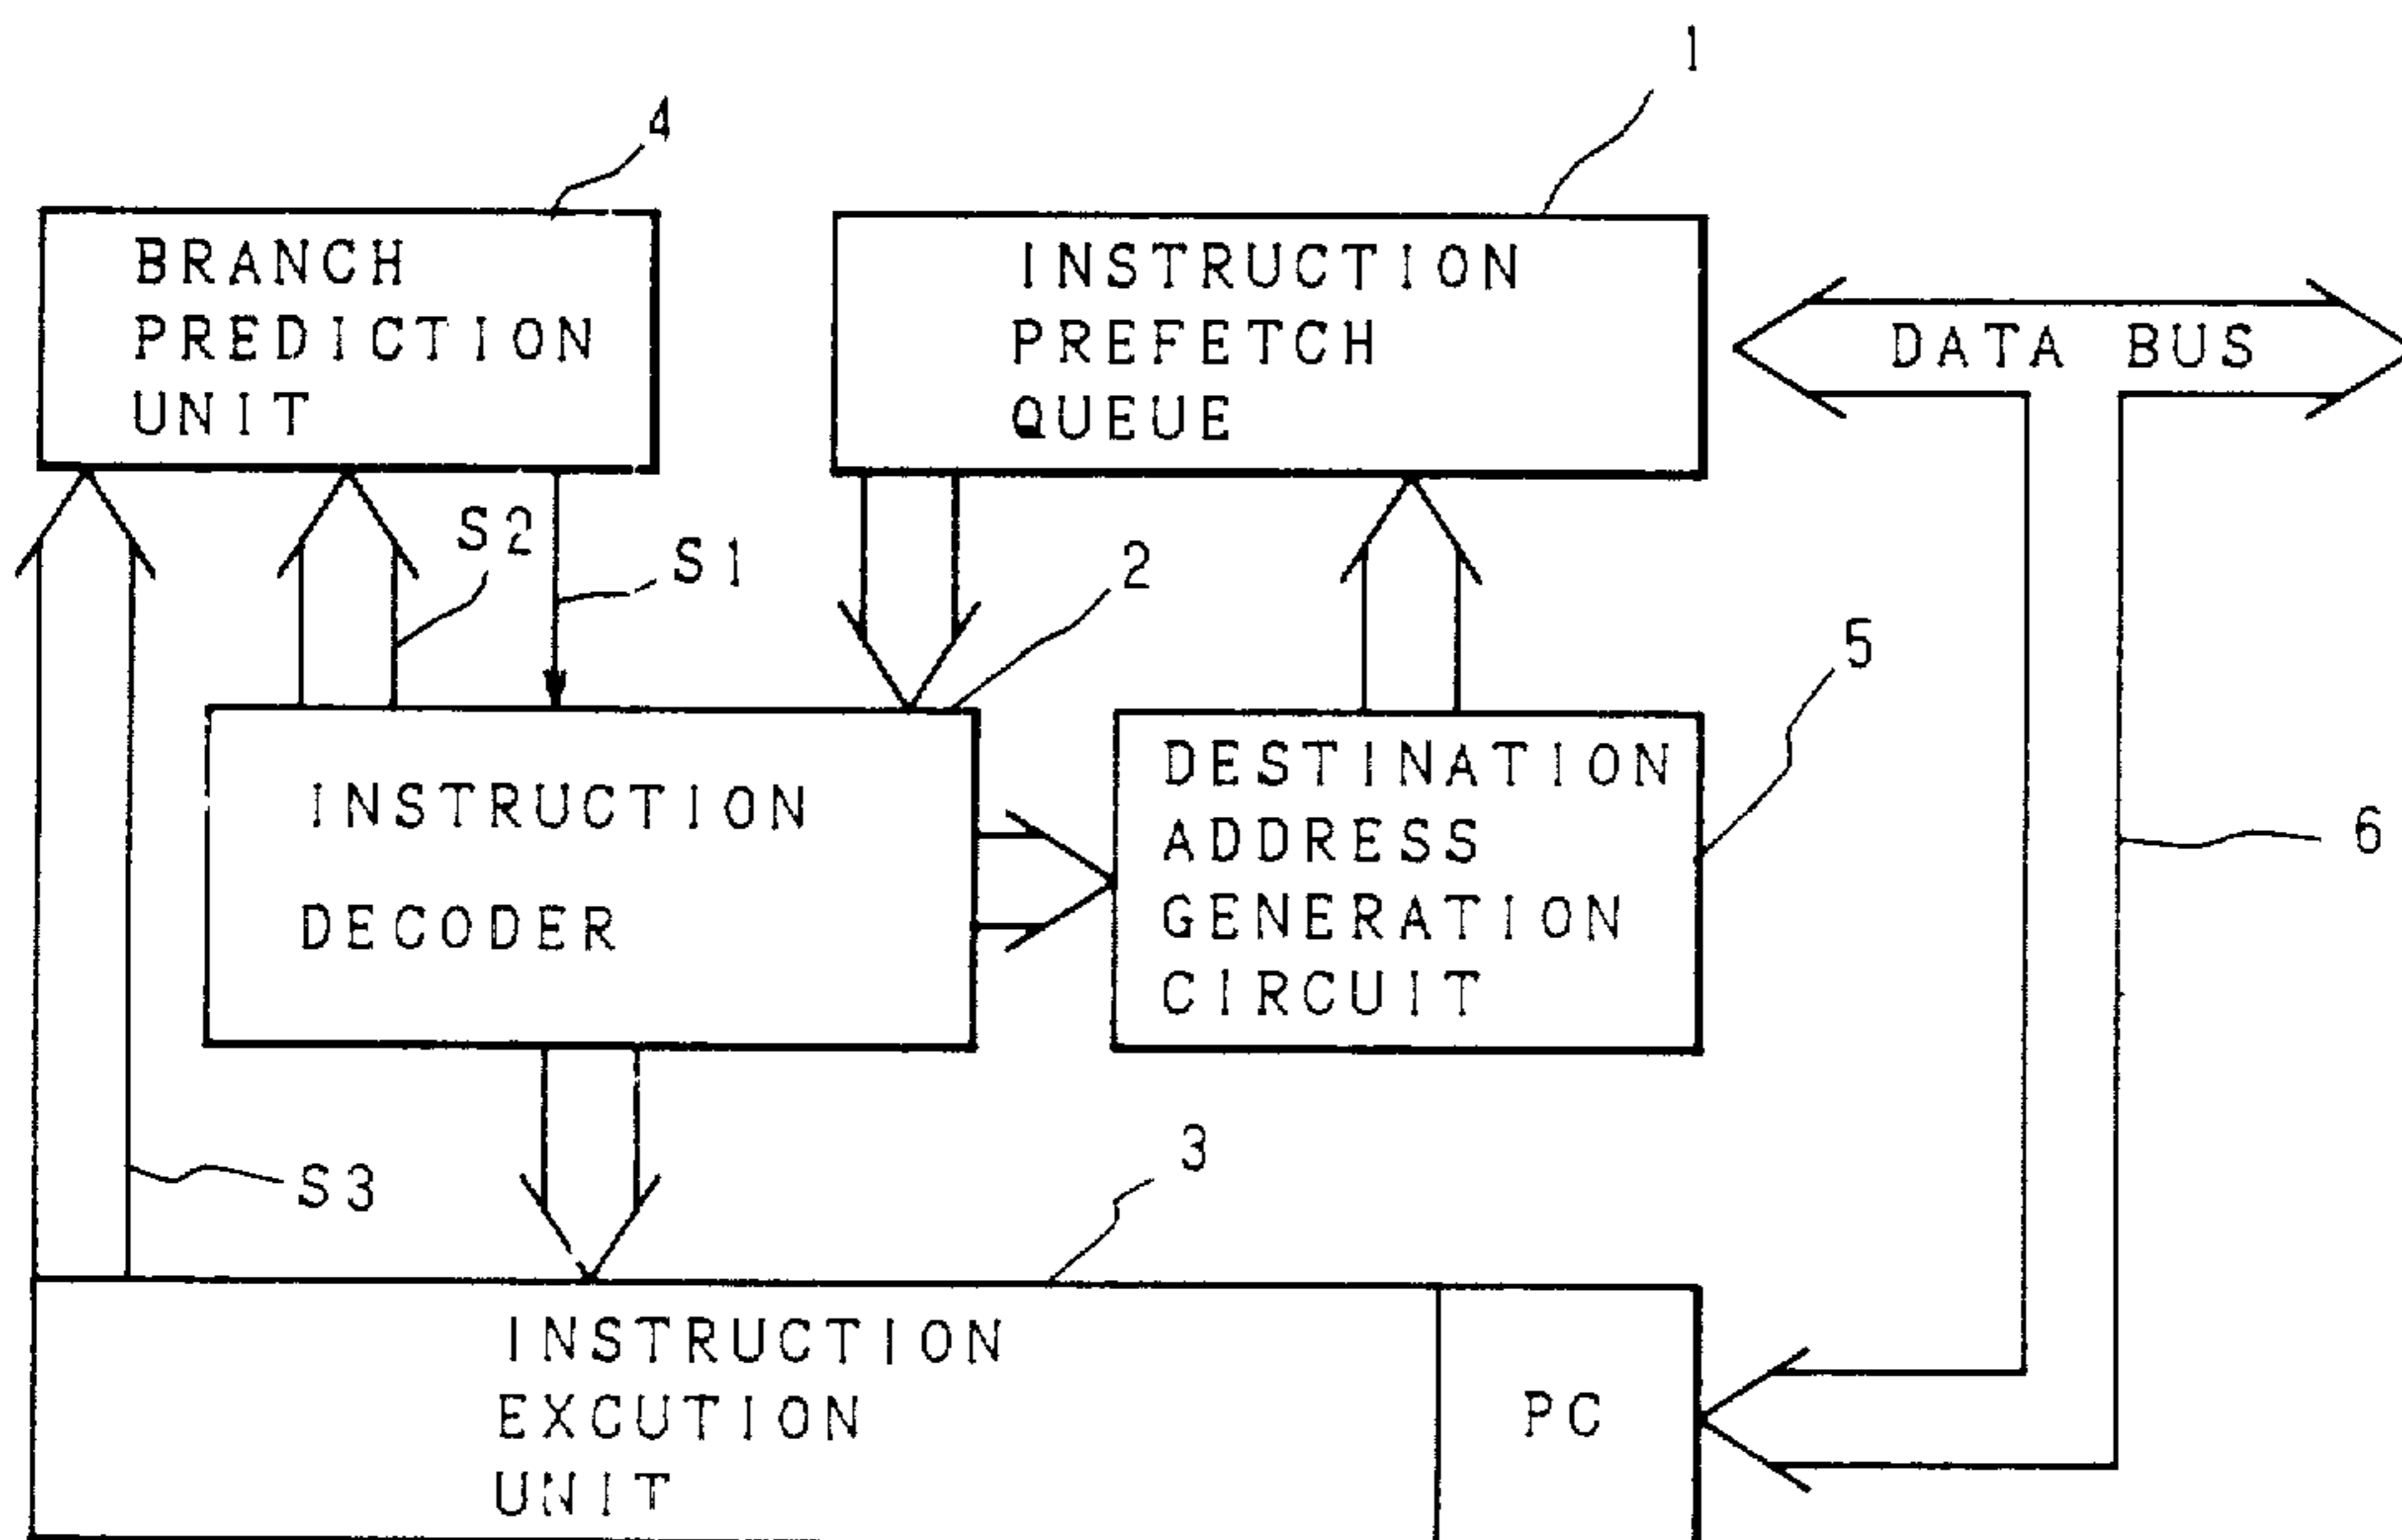 1
4
BRANCH
PREDICTION
UNIT
INSTRUCTION
PREFETCH
QUEUE
DATA BUS
S2
S1
2
5
INSTRUCTION
DECODER
DESTINATION
ADDRESS
GENERATION
CIRCUIT
6
S3
3
INSTRUCTION
EXCUTION
UNIT
PC